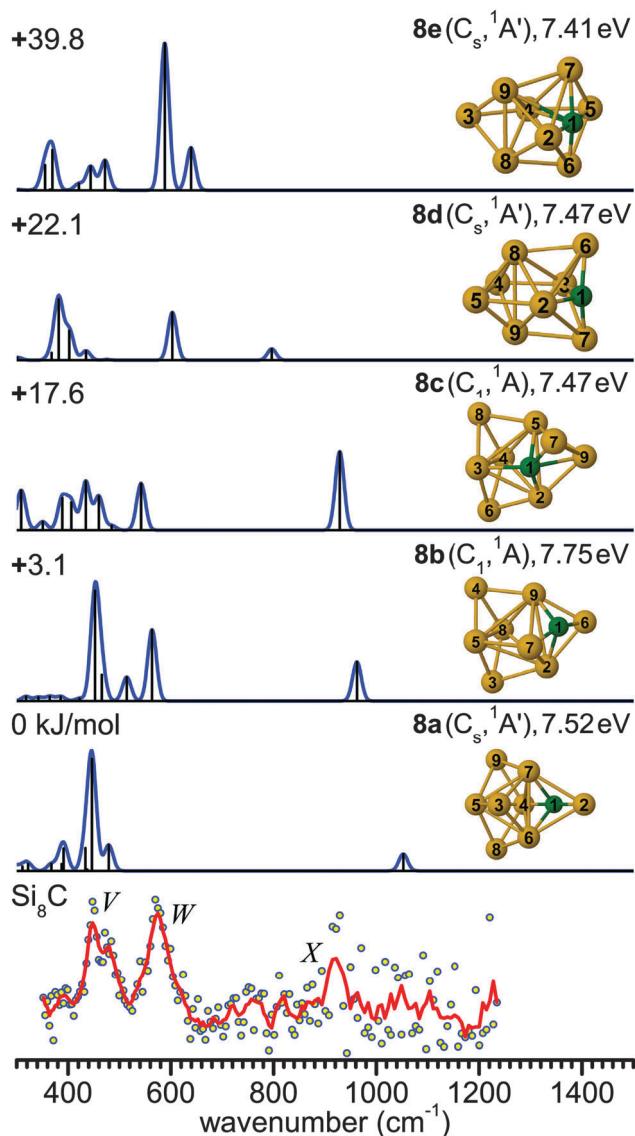 +39.8
8e(Cₛ, ¹A'), 7.41 eV
7
9
3 4 5
2 1
8 6
+22.1
8d(Cₛ, ¹A'), 7.47 eV
8 6
4 3
5 2 1
9 7
+17.6
8c(C₁, ¹A), 7.47 eV
8 5
7
4 9
3 1
2
6
+3.1
8b(C₁, ¹A), 7.75 eV
4 9
8 1 6
5 7
2
3
0 kJ/mol
8a(Cₛ, ¹A'), 7.52 eV
9 7
5 3 4 1 2
8 6
Si₈C
V W X
400 600 800 1000 1200 1400
wavenumber (cm⁻¹)